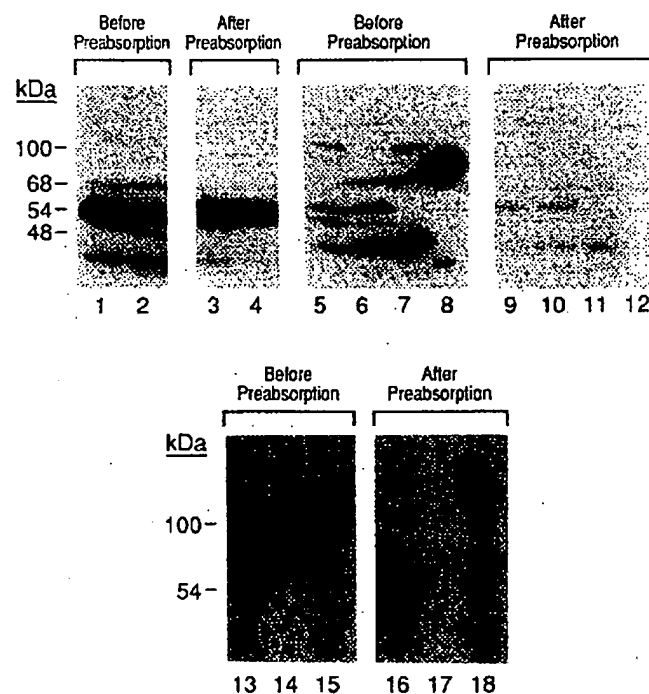 Before
Preabsorption
After
Preabsorption
Before
Preabsorption
After
Preabsorption
kDa
100
68
54
48
1 2 3 4 5 6 7 8 9 10 11 12
Before
Preabsorption
After
Preabsorption
kDa
100
54
13 14 15 16 17 18